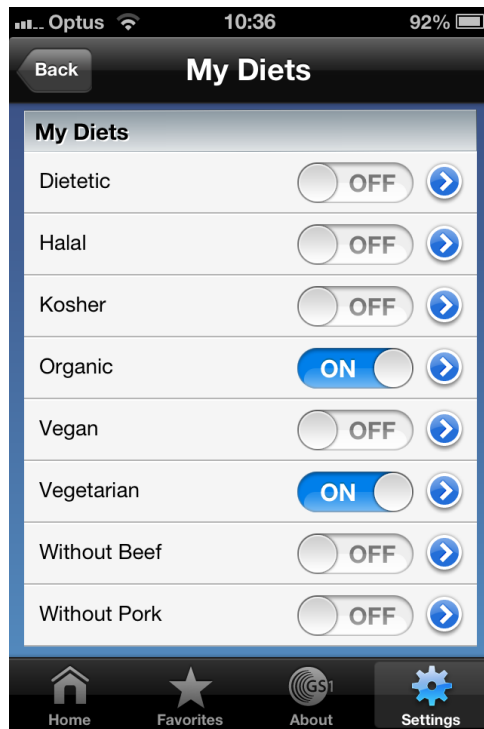 Optus 10:36 92%
Back My Diets
My Diets
Dietetic OFF
Halal OFF
Kosher OFF
Organic ON
Vegan OFF
Vegetarian ON
Without Beef OFF
Without Pork OFF
GS1
Home Favorites About Settings